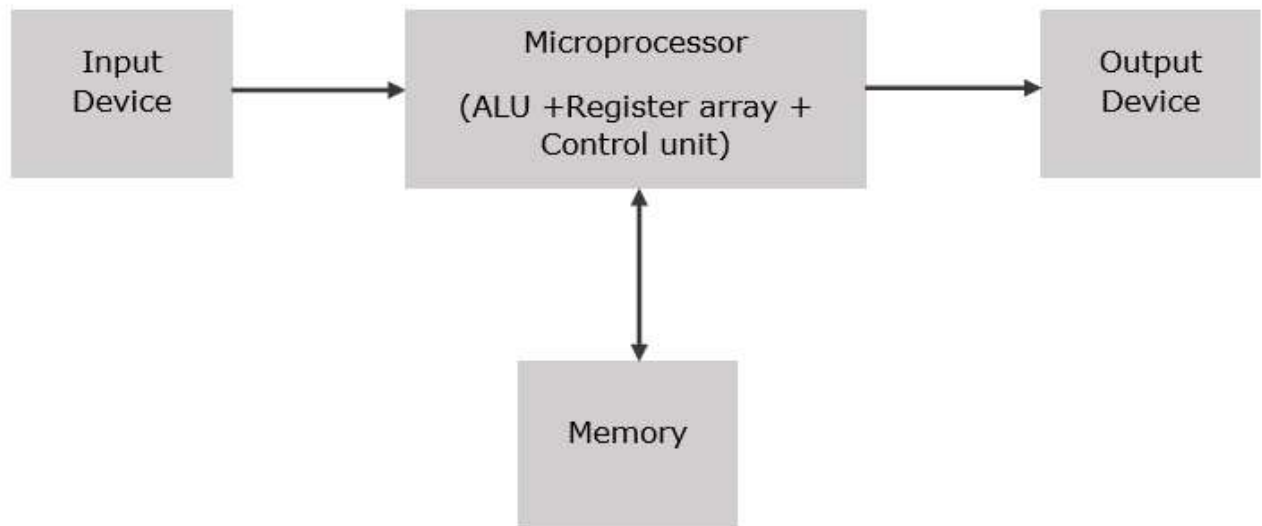 Input
Device
Microprocessor
(ALU +Register array +
Control unit)
Output
Device
Memory